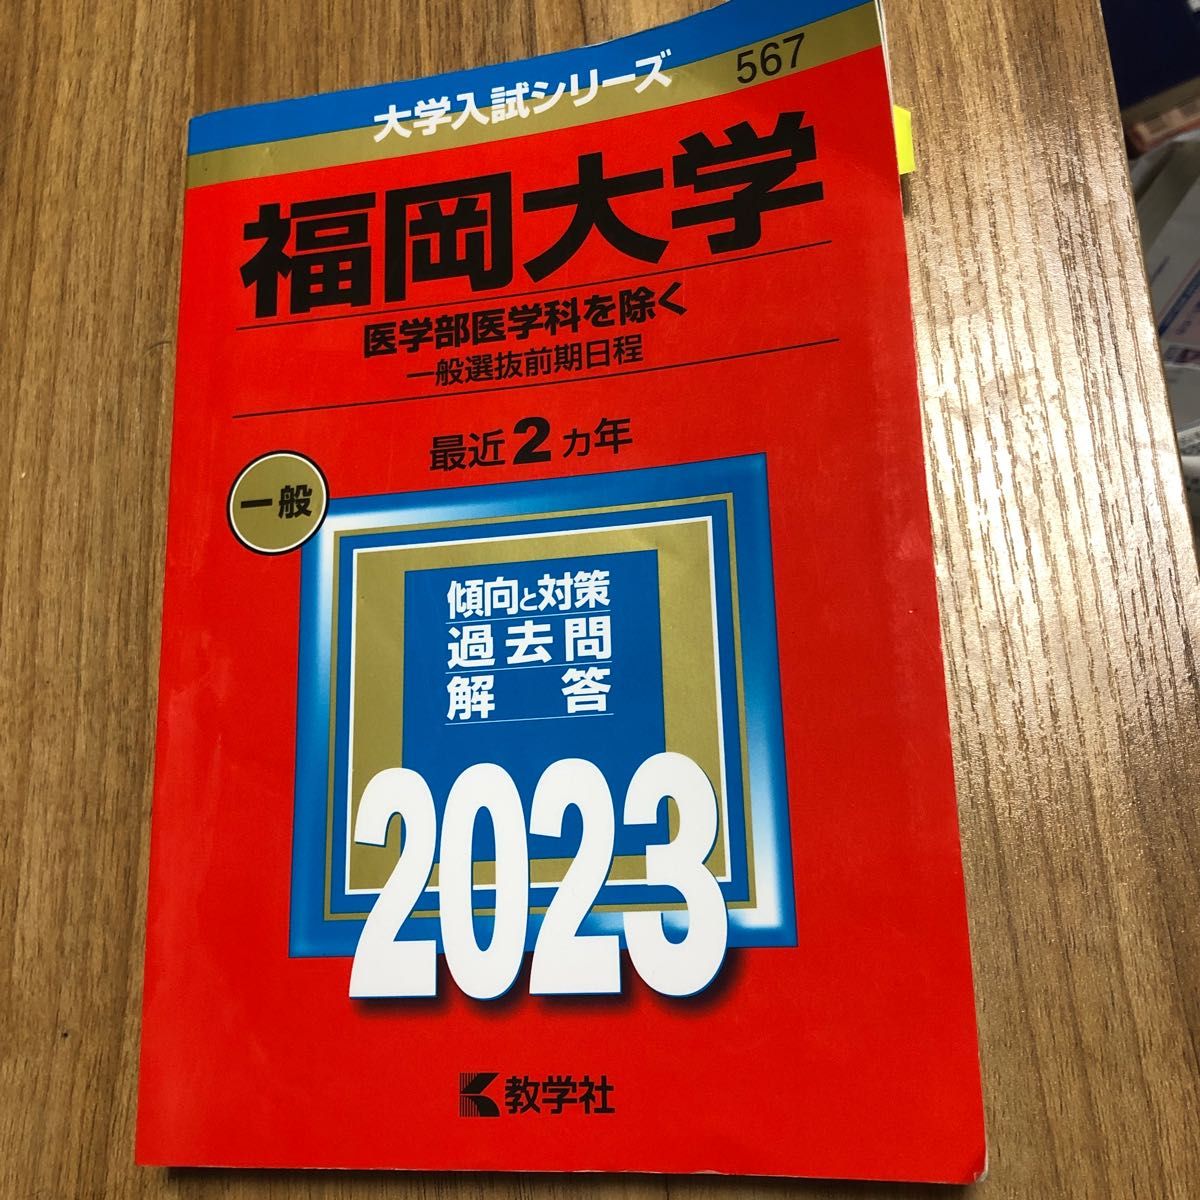 大学入試シリーズ
567
福岡大学
医学部医学科を除く
一般選抜前期日程
最近2カ年
一般
傾向と対策
過去問
解答
2023
教学社